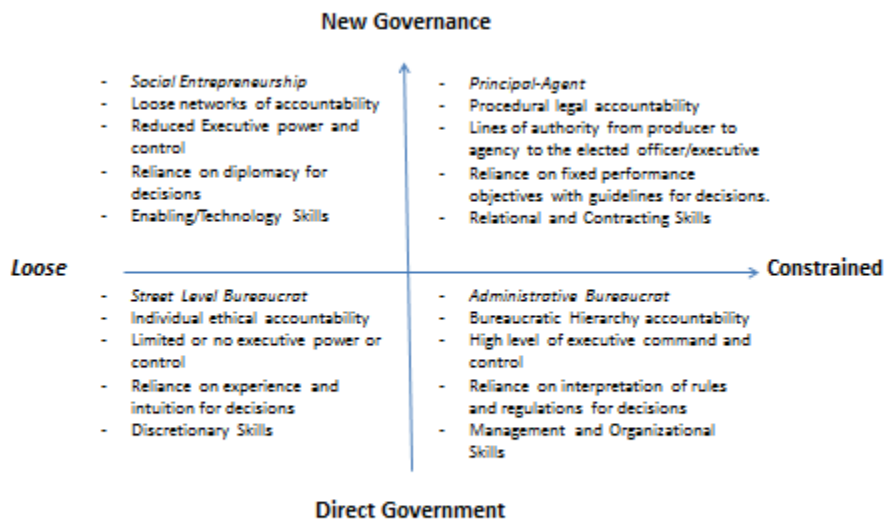 New Governance
- Social Entrepreneurship
- Loose networks of accountability
- Reduced Executive power and
control
- Reliance on diplomacy for
decisions
- Enabling/Technology Skills
- Principal-Agent
- Procedural legal accountability
- Lines of authority from producer to
agency to the elected officer/executive
- Reliance on fixed performance
objectives with guidelines for decisions.
- Relational and Contracting Skills
Loose
Constrained
- Street Level Bureaucrat
- Individual ethical accountability
- Limited or no executive power or
control
- Reliance on experience and
intuition for decisions
- Discretionary Skills
- Administrative Bureaucrat
- Bureaucratic Hierarchy accountability
- High level of executive command and
control
- Reliance on interpretation of rules
and regulations for decisions
- Management and Organizational
Skills
Direct Government